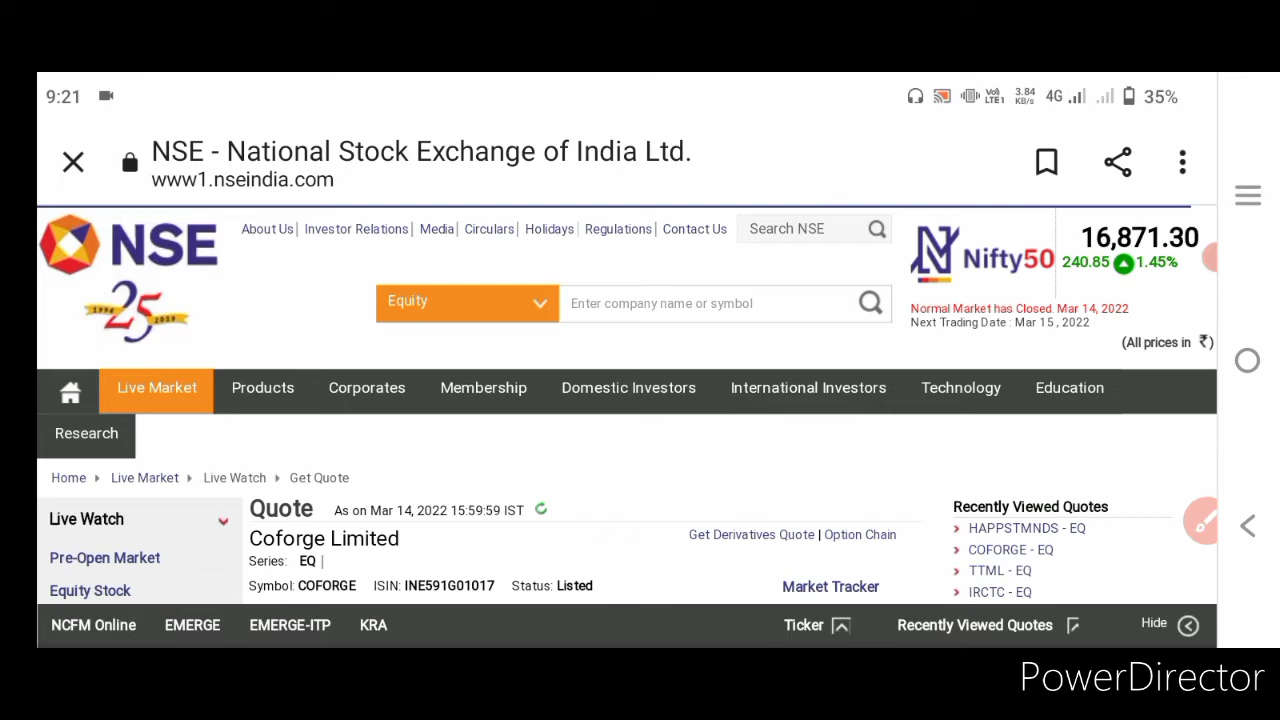 9:21 Vo) LTE1 3.84 KB/s 4G 35%
NSE - National Stock Exchange of India Ltd.
www1.nseindia.com
NSE
1994 25 2019
About Us | Investor Relations | Media | Circulars | Holidays | Regulations | Contact Us
Search NSE
Equity
Enter company name or symbol
Nifty50
16,871.30
240.85 1.45%
Normal Market has Closed. Mar 14, 2022
Next Trading Date : Mar 15 , 2022
(All prices in ₹)
Live Market Products Corporates Membership Domestic Investors International Investors Technology Education
Research
Home Live Market Live Watch Get Quote
Live Watch
Pre-Open Market
Equity Stock
Quote As on Mar 14, 2022 15:59:59 IST
Coforge Limited
Get Derivatives Quote | Option Chain
Series: EQ |
Symbol: COFORGE ISIN: INE591G01017 Status: Listed
Market Tracker
Recently Viewed Quotes
HAPPSTMNDS - EQ
COFORGE - EQ
TTML - EQ
IRCTC - EQ
NCFM Online EMERGE EMERGE-ITP KRA Ticker Recently Viewed Quotes Hide
PowerDirector